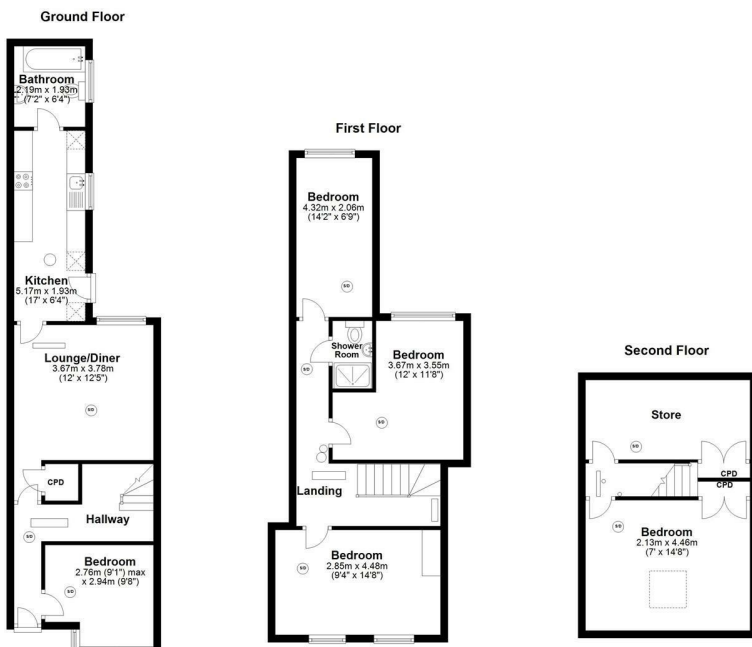 Ground Floor
Bathroom
2.19m x 1.93m
(7'2" x 6'4")
Kitchen
5.17m x 1.93m
(17' x 6'4")
Lounge/Diner
3.67m x 3.78m
(12' x 12'5")
S/D
CPD
Hallway
S/D
Bedroom
2.76m (9'1") max
x 2.94m (9'8")
S/D
First Floor
Bedroom
4.32m x 2.06m
(14'2" x 6'9")
S/D
Shower
Room
Bedroom
3.67m x 3.55m
(12' x 11'8")
S/D
S/D
Landing
Bedroom
2.85m x 4.48m
(9'4" x 14'8")
S/D
Second Floor
Store
S/D
CPD
CPD
Bedroom
2.13m x 4.46m
(7' x 14'8")
S/D